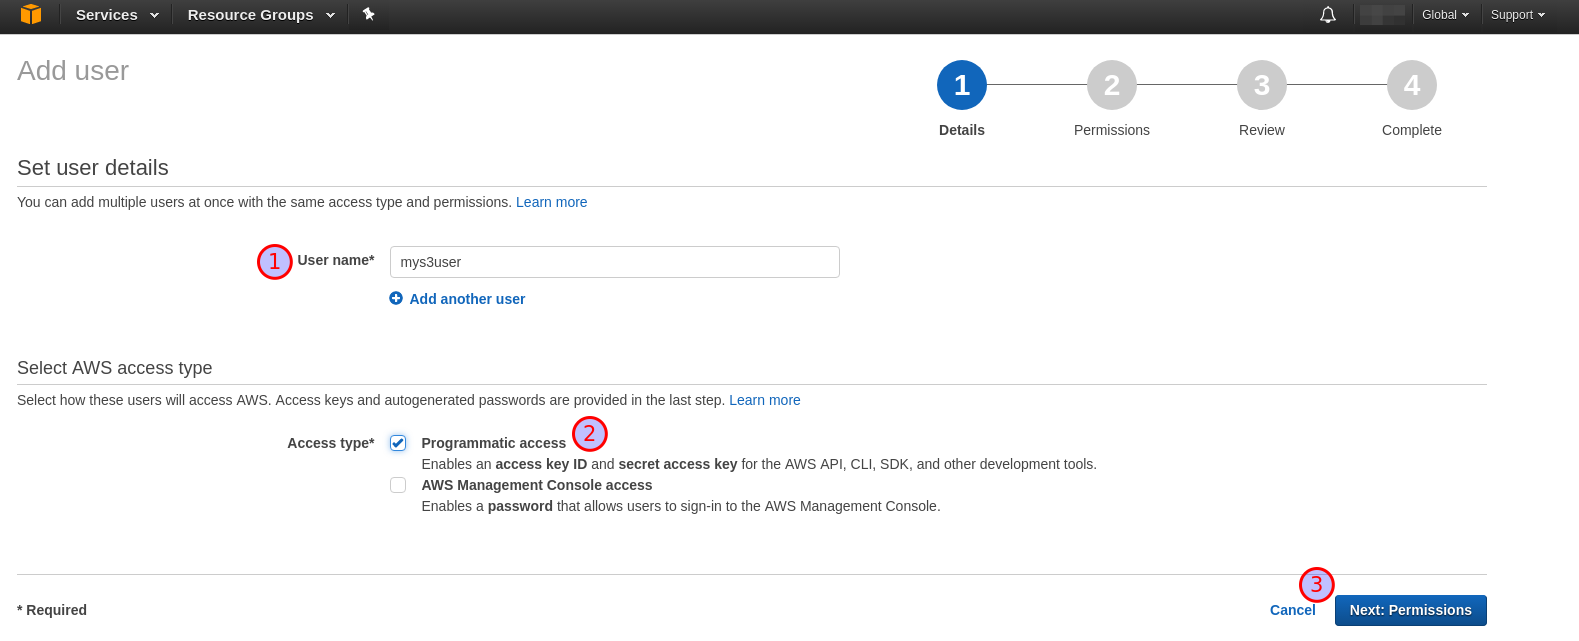 Services Resource Groups Global Support
Add user
1 2 3 4
Details Permissions Review Complete
Set user details
You can add multiple users at once with the same access type and permissions. Learn more
1 User name* mys3user
Add another user
Select AWS access type
Select how these users will access AWS. Access keys and autogenerated passwords are provided in the last step. Learn more
Access type* Programmatic access 2
Enables an access key ID and secret access key for the AWS API, CLI, SDK, and other development tools.
AWS Management Console access
Enables a password that allows users to sign-in to the AWS Management Console.
3
* Required Cancel Next: Permissions